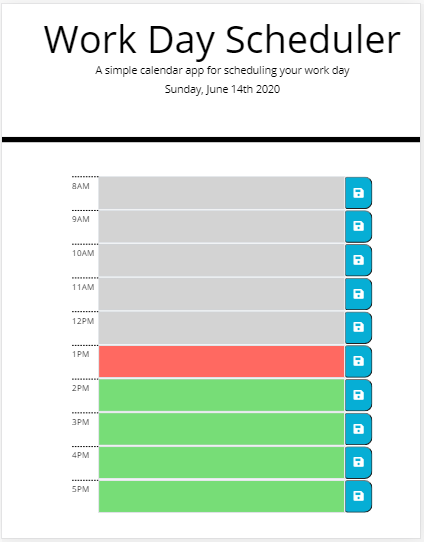 Work Day Scheduler
A simple calendar app for scheduling your work day
Sunday, June 14th 2020
8AM
9AM
10AM
11AM
12PM
1PM
2PM
3PM
4PM
5PM